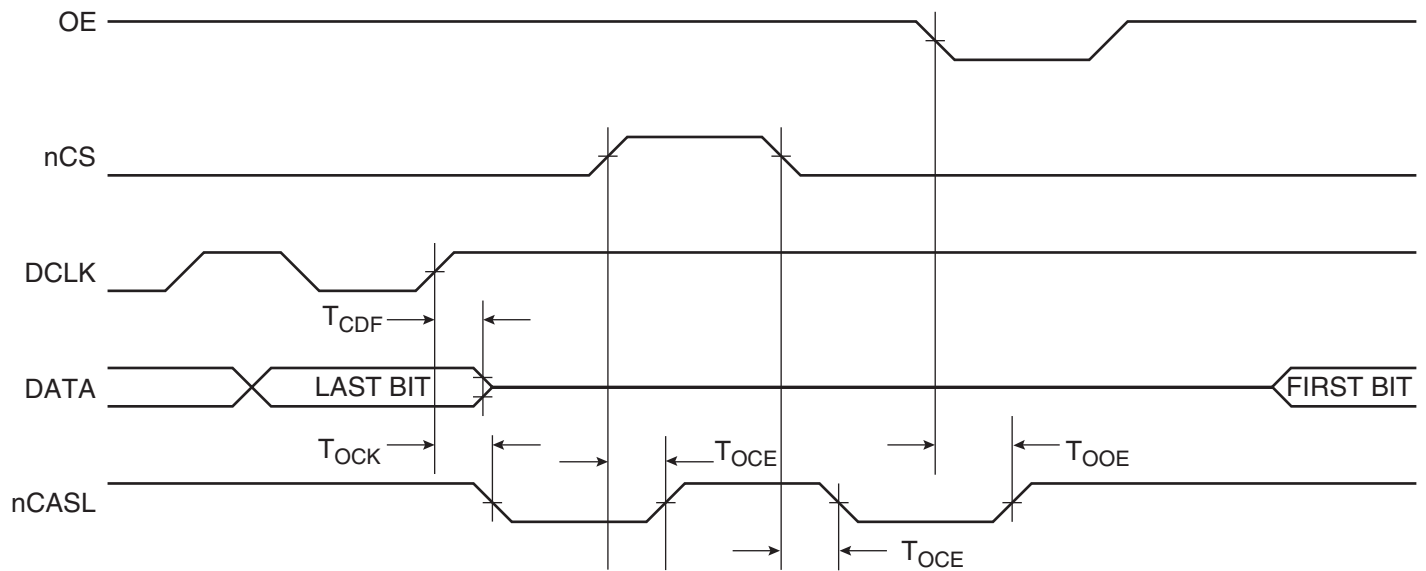 OE
nCS
DCLK
TCDF
DATA
LAST BIT
FIRST BIT
TOCK
TOCE
TOOE
nCASL
TOCE